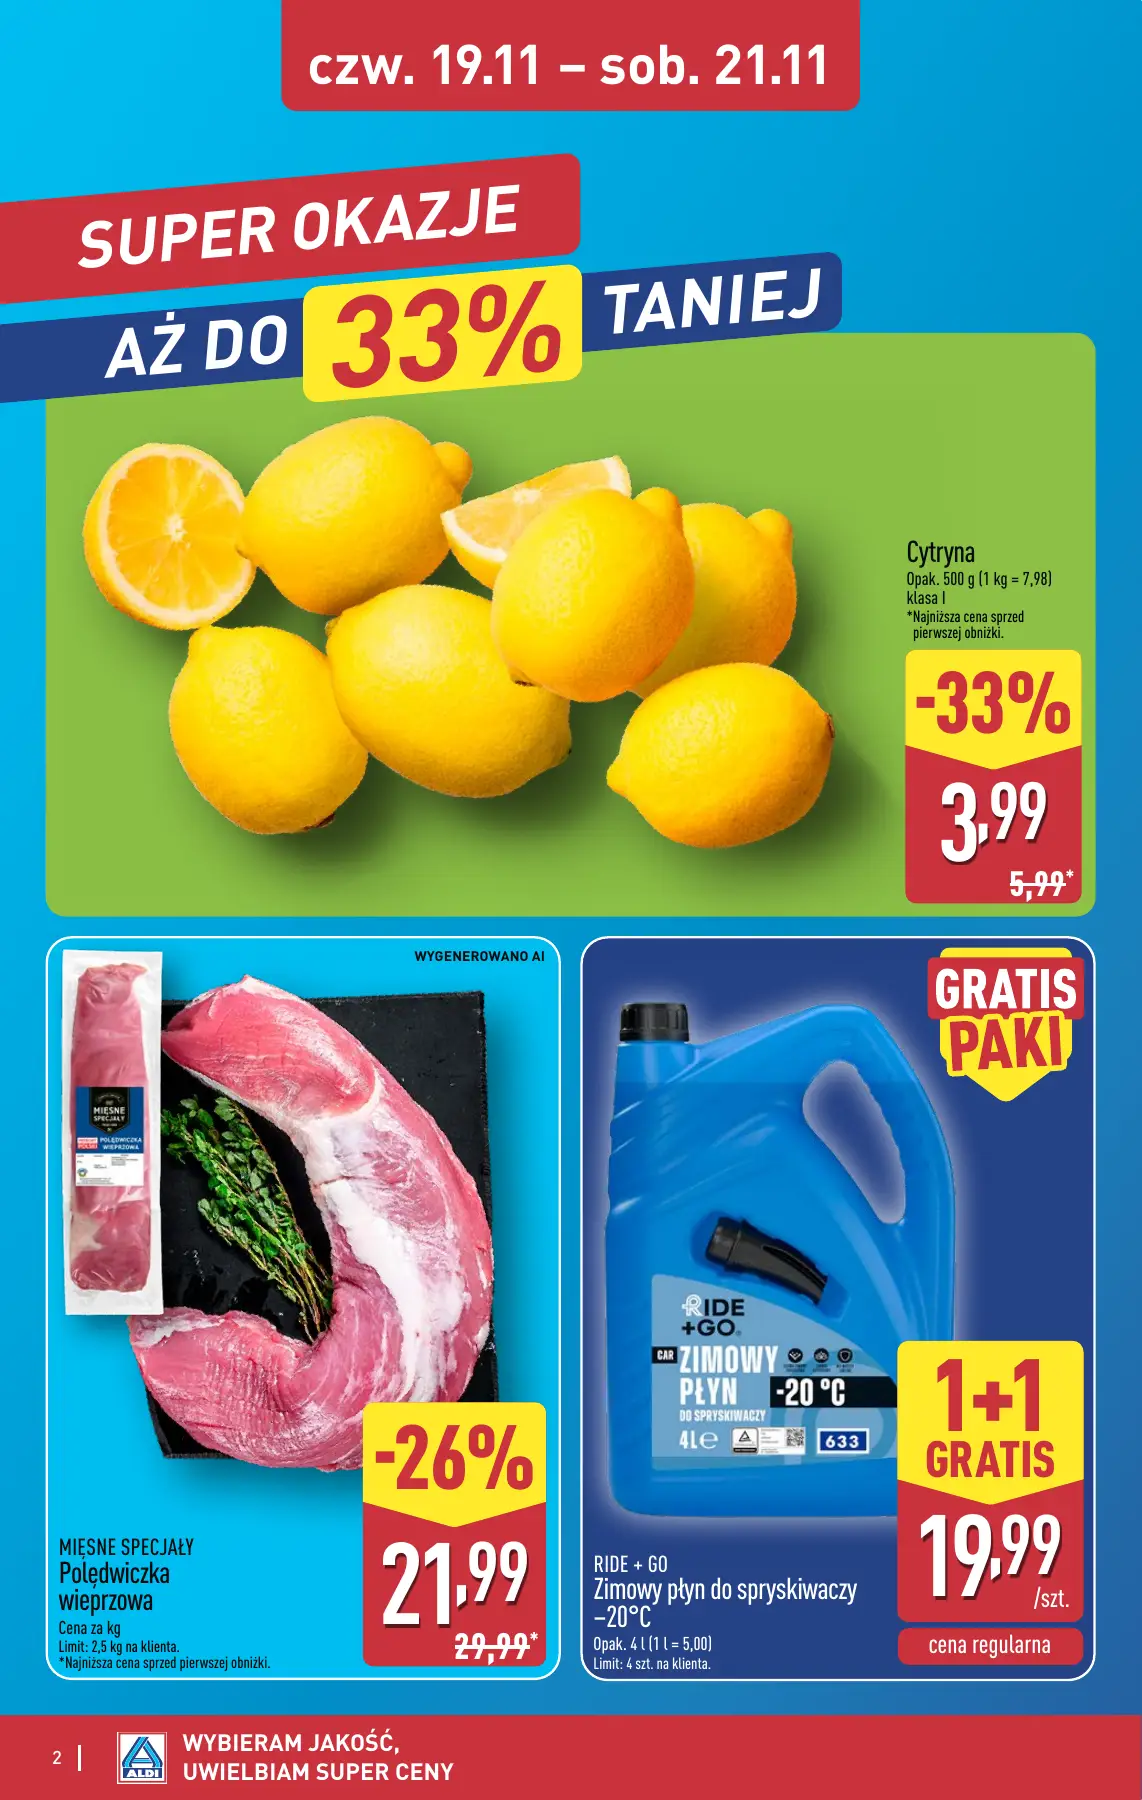 czw. 19.11 – sob. 21.11
SUPER OKAZJE
AŻ DO 33% TANIEJ
Cytryna
Opak. 500 g (1 kg = 7,98)
klasa I
*Najniższa cena sprzed
pierwszej obniżki.
-33%
3,99
5,99*
WYGENEROWANO AI
MIĘSNE
SPECJAŁY
POLSKI
POLĘDWICZKA
WIEPRZOWA
-26%
21,99
29,99*
MIĘSNE SPECJAŁY
Polędwiczka
wieprzowa
Cena za kg
Limit: 2,5 kg na klienta.
*Najniższa cena sprzed pierwszej obniżki.
GRATIS
PAKI
RIDE
+GO
CAR
ZIMOWY
PŁYN
-20 °C
DO SPRYSKIWACZY
4L e
633
1+1
GRATIS
19,99
/szt.
cena regularna
RIDE + GO
Zimowy płyn do spryskiwaczy
–20°C
Opak. 4 l (1 l = 5,00)
Limit: 4 szt. na klienta.
2
ALDI
WYBIERAM JAKOŚĆ,
UWIELBIAM SUPER CENY